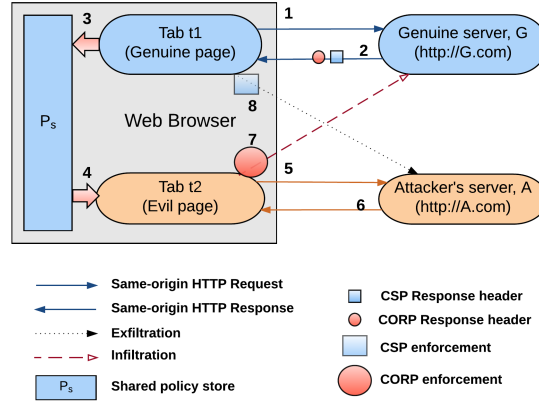 3
Tab t1
(Genuine page)
1
2
Genuine server, G
(http://G.com)
8
Pₛ
Web Browser
7
4
Tab t2
(Evil page)
5
6
Attacker's server, A
(http://A.com)
Same-origin HTTP Request
Same-origin HTTP Response
Exfiltration
Infiltration
Pₛ
Shared policy store
CSP Response header
CORP Response header
CSP enforcement
CORP enforcement